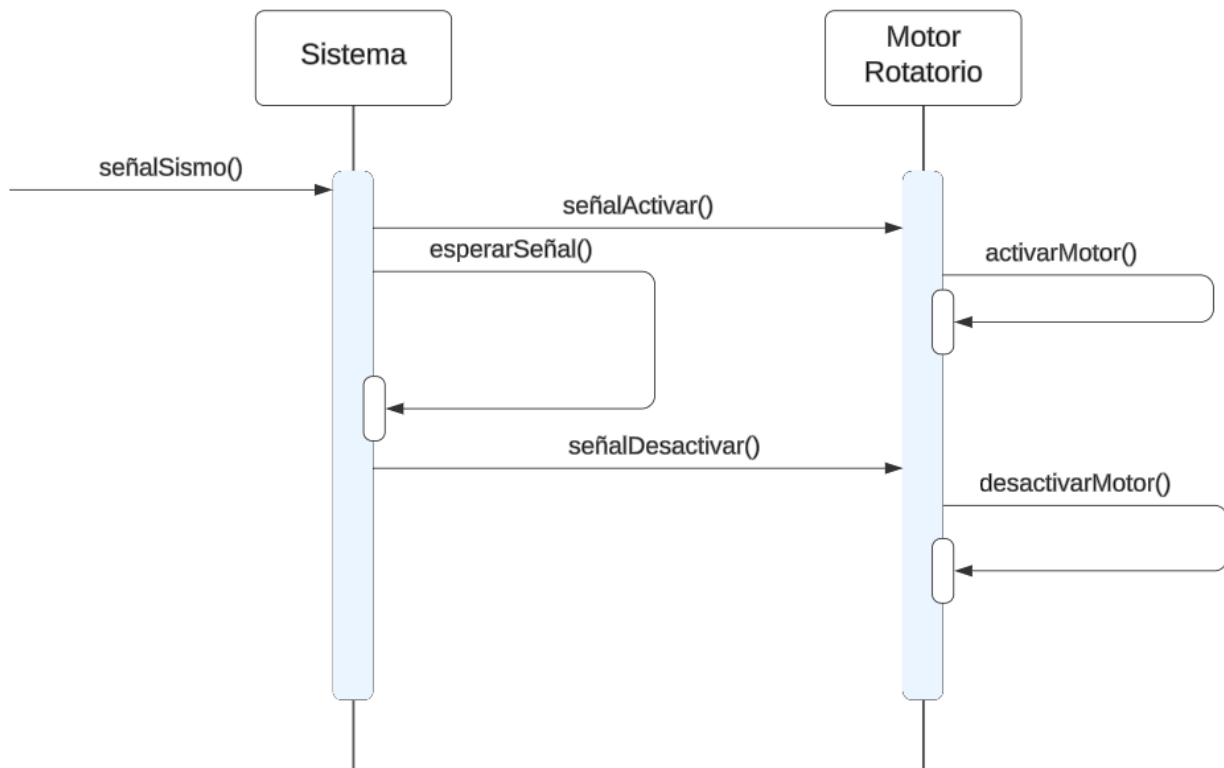 Sistema
Motor
Rotatorio
señalSismo()
señalActivar()
esperarSeñal()
activarMotor()
señalDesactivar()
desactivarMotor()